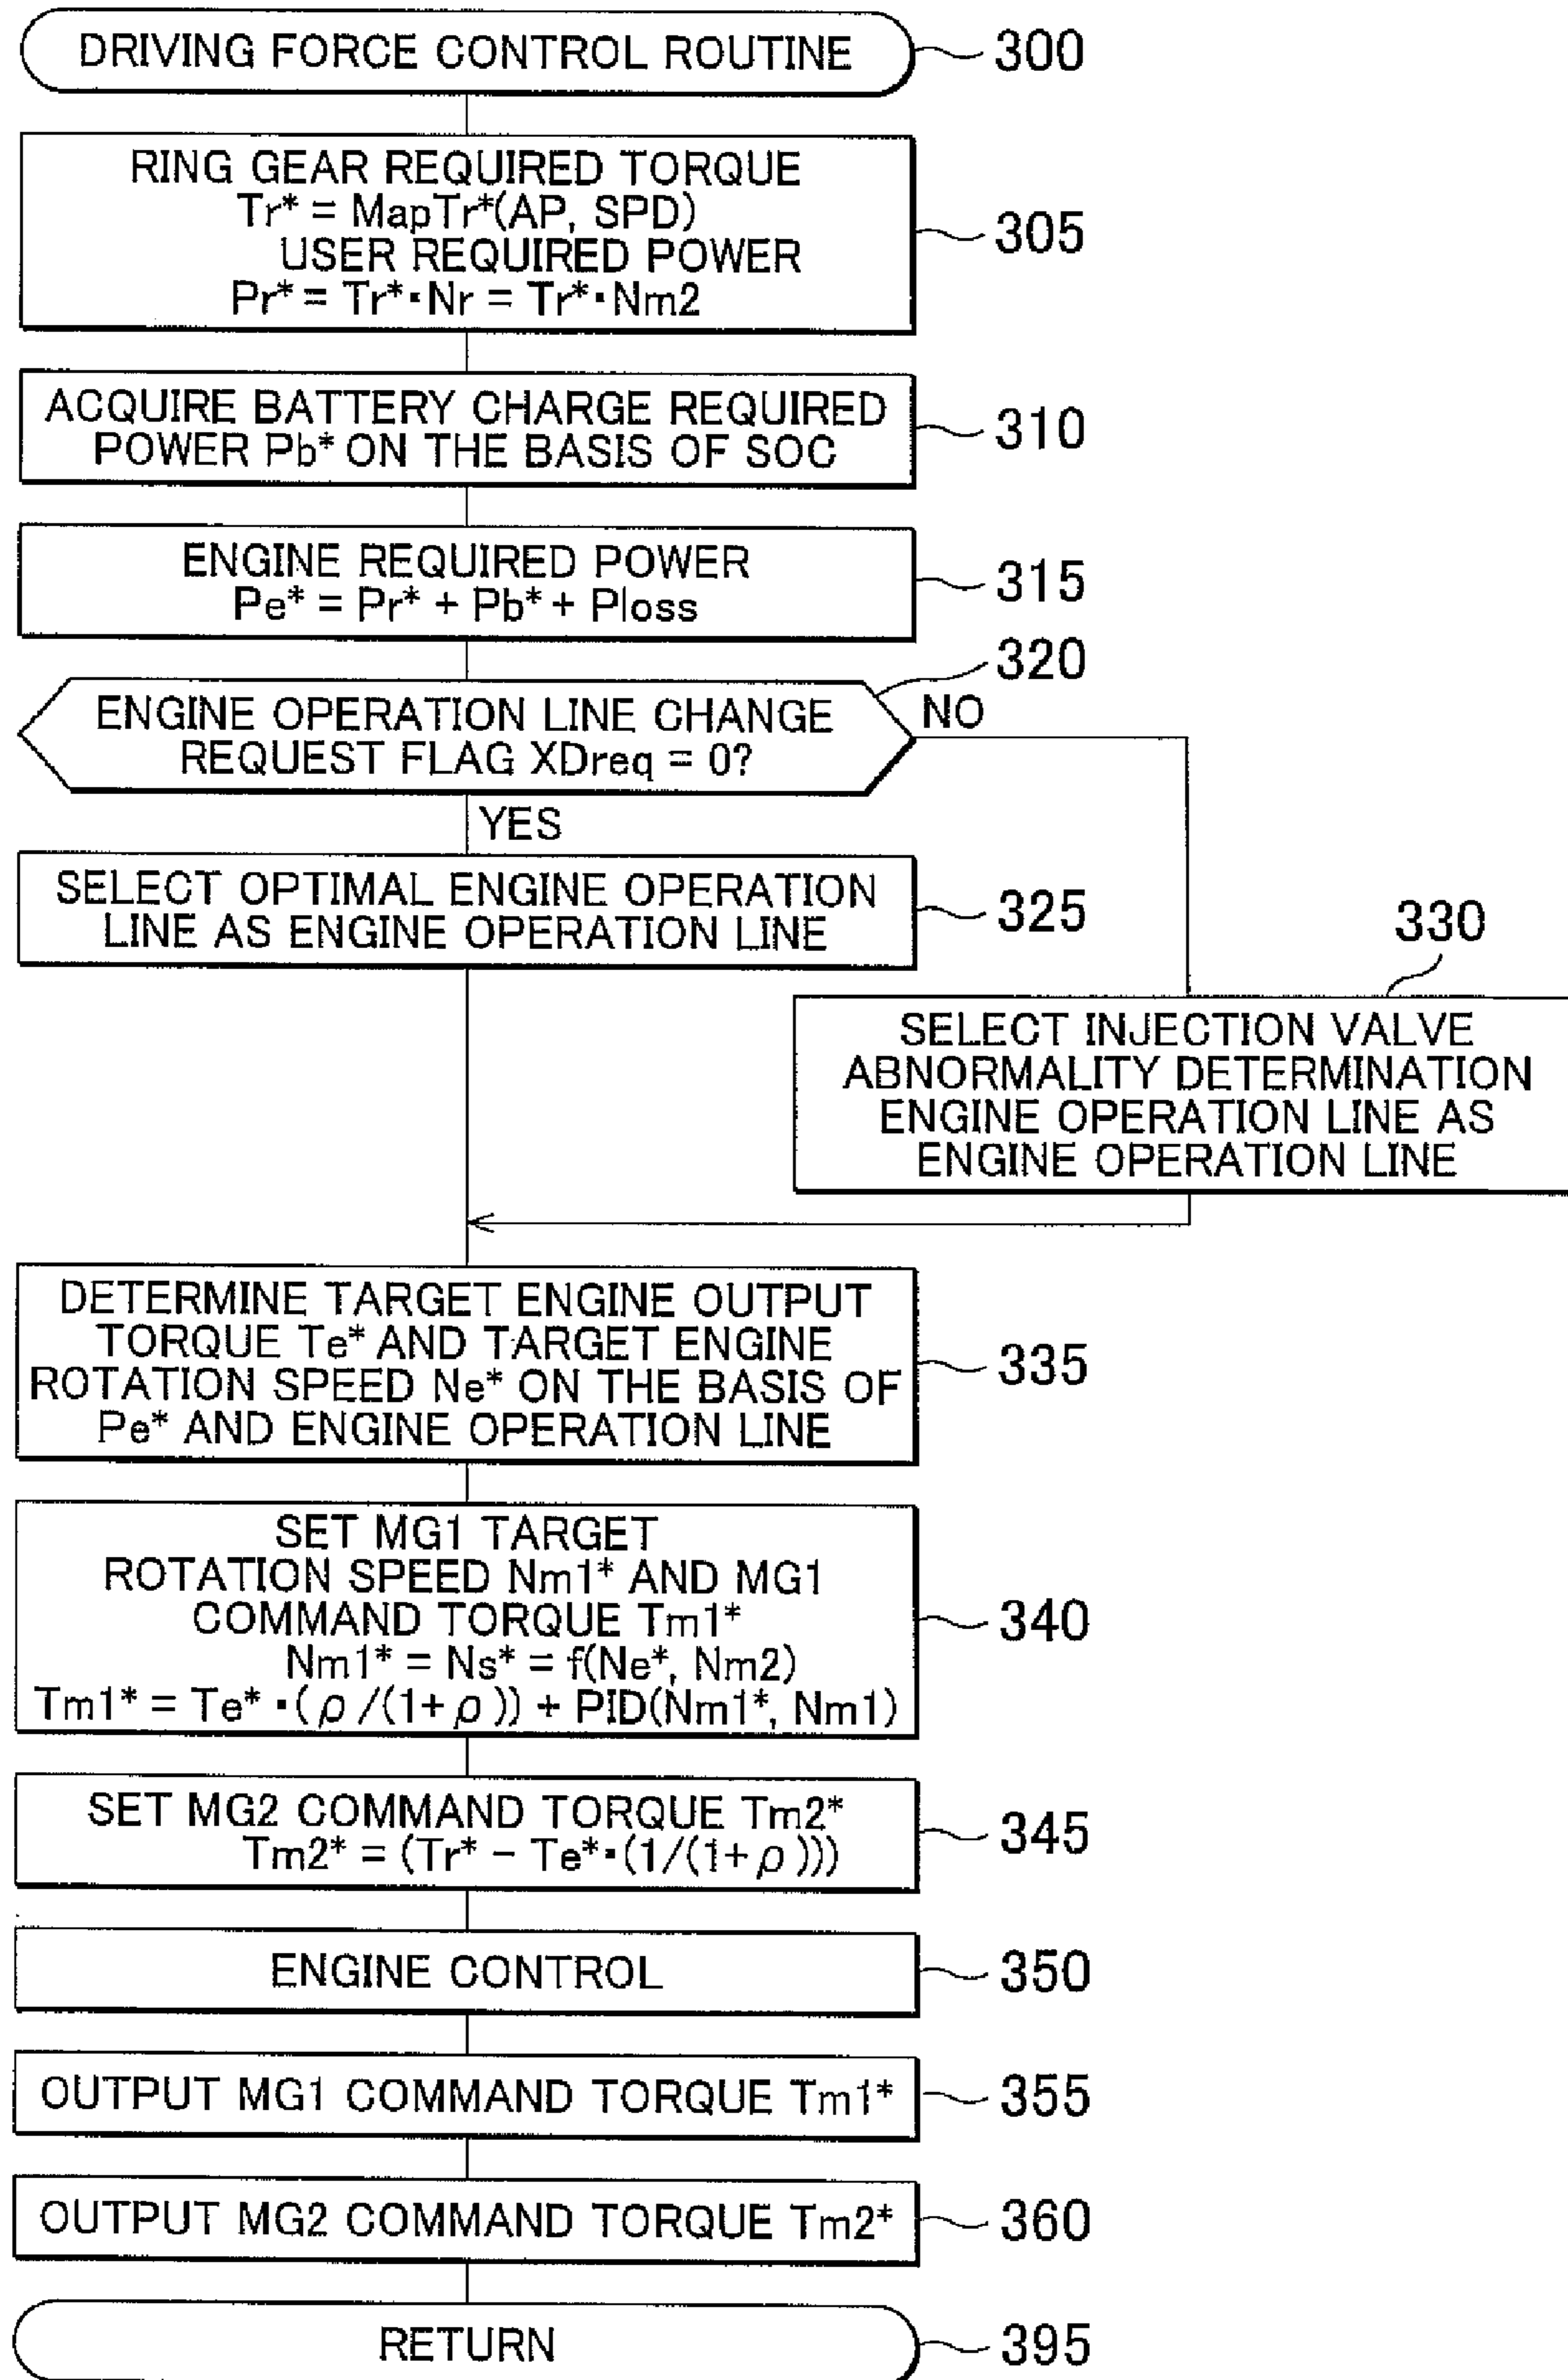 DRIVING FORCE CONTROL ROUTINE
300
RING GEAR REQUIRED TORQUE
Tr* = MapTr*(AP, SPD)
USER REQUIRED POWER
Pr* = Tr*·Nr = Tr*·Nm2
305
ACQUIRE BATTERY CHARGE REQUIRED
POWER Pb* ON THE BASIS OF SOC
310
ENGINE REQUIRED POWER
Pe* = Pr* + Pb* + Ploss
315
320
ENGINE OPERATION LINE CHANGE
REQUEST FLAG XDreq = 0?
NO
YES
SELECT OPTIMAL ENGINE OPERATION
LINE AS ENGINE OPERATION LINE
325
330
SELECT INJECTION VALVE
ABNORMALITY DETERMINATION
ENGINE OPERATION LINE AS
ENGINE OPERATION LINE
DETERMINE TARGET ENGINE OUTPUT
TORQUE Te* AND TARGET ENGINE
ROTATION SPEED Ne* ON THE BASIS OF
Pe* AND ENGINE OPERATION LINE
335
SET MG1 TARGET
ROTATION SPEED Nm1* AND MG1
COMMAND TORQUE Tm1*
Nm1* = Ns* = f(Ne*, Nm2)
Tm1* = Te*·(ρ/(1+ρ)) + PID(Nm1*, Nm1)
340
SET MG2 COMMAND TORQUE Tm2*
Tm2* = (Tr* − Te*·(1/(1+ρ)))
345
ENGINE CONTROL
350
OUTPUT MG1 COMMAND TORQUE Tm1*
355
OUTPUT MG2 COMMAND TORQUE Tm2*
360
RETURN
395